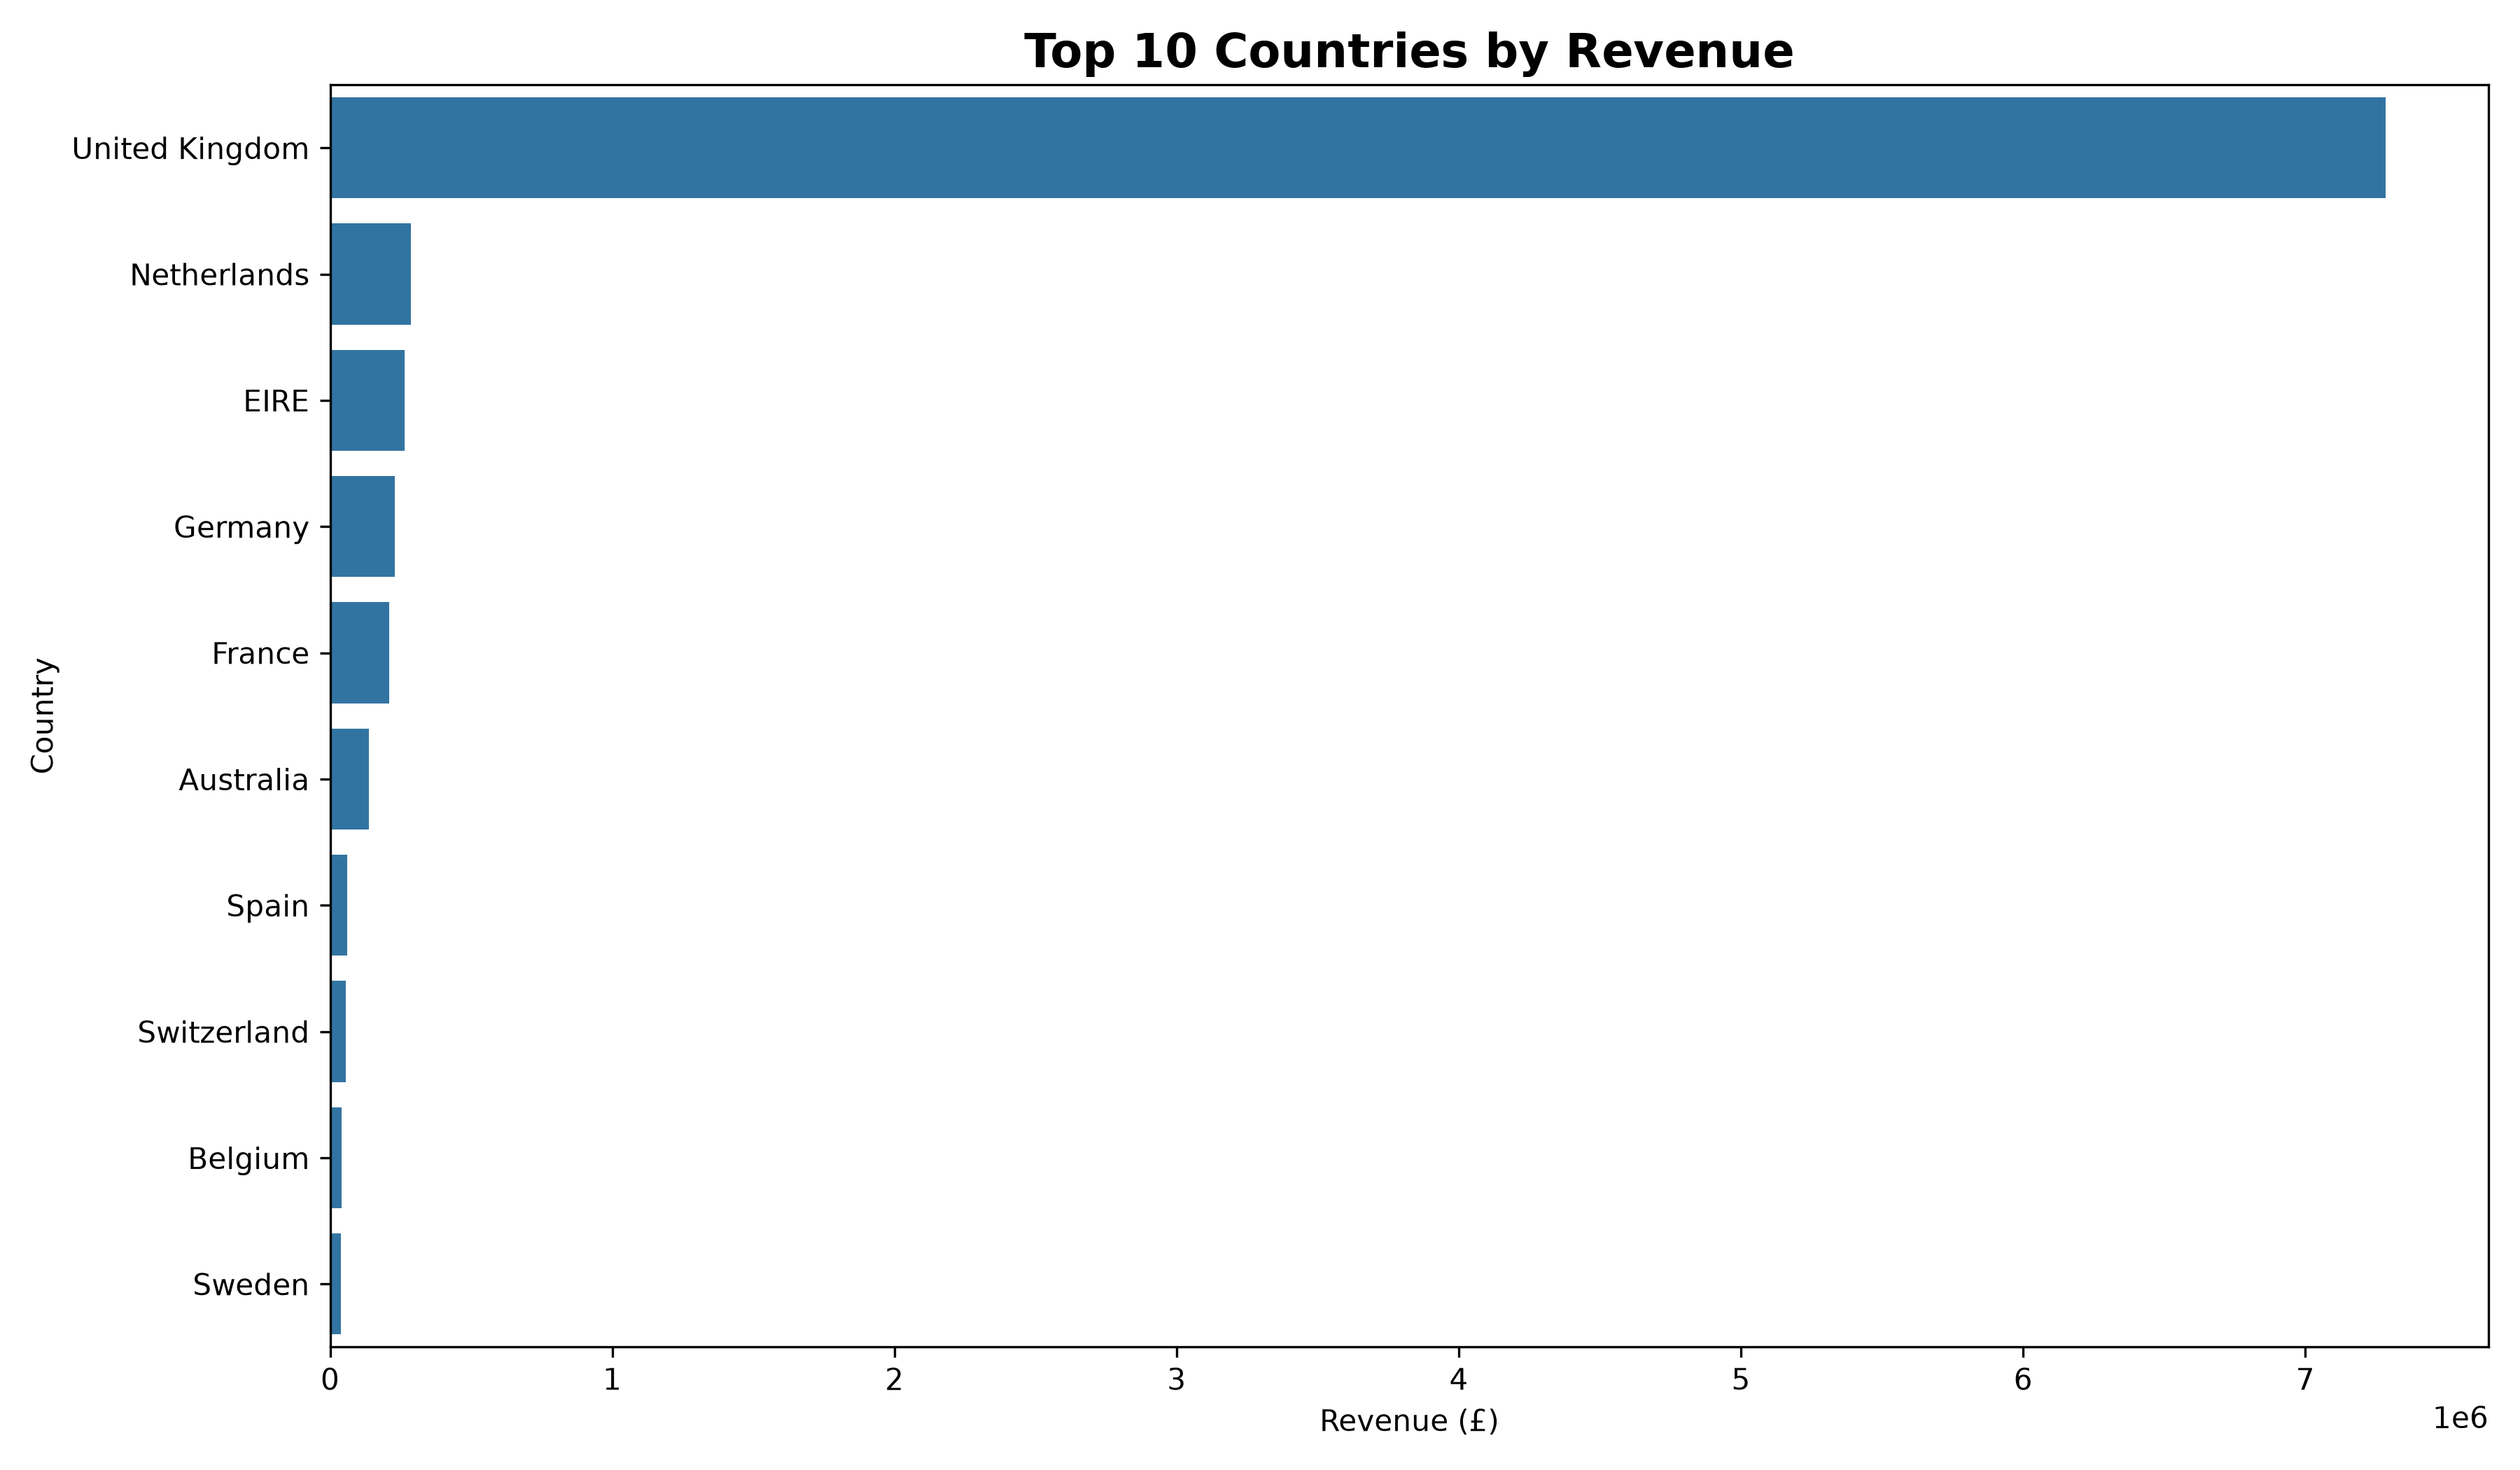 Top 10 Countries by Revenue
United Kingdom
Netherlands
EIRE
Germany
France
Australia
Spain
Switzerland
Belgium
Sweden
Country
0 1 2 3 4 5 6 7
Revenue (£)
1e6